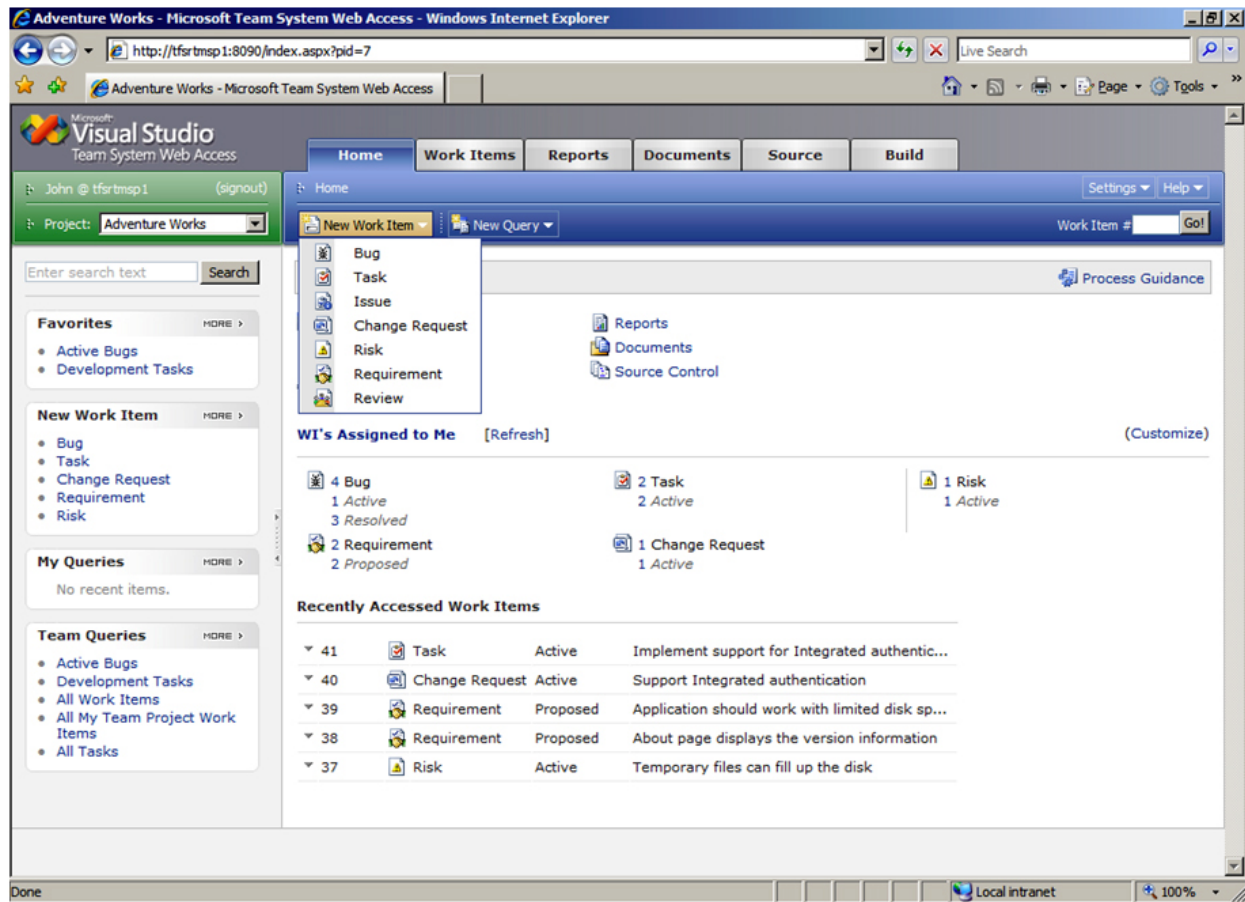 Adventure Works - Microsoft Team System Web Access - Windows Internet Explorer
http://tfsrtmsp1:8090/index.aspx?pid=7
Live Search
Adventure Works - Microsoft Team System Web Access
Page
Tools
Microsoft
Visual Studio
Team System Web Access
Home
Work Items
Reports
Documents
Source
Build
John @ tfsrtmsp1
(signout)
Home
Settings
Help
Project:
Adventure Works
New Work Item
New Query
Work Item #
Go!
Bug
Task
Issue
Change Request
Risk
Requirement
Review
Enter search text
Search
Process Guidance
Favorites
MORE >
Active Bugs
Development Tasks
Reports
Documents
Source Control
New Work Item
MORE >
Bug
Task
Change Request
Requirement
Risk
My Queries
MORE >
No recent items.
Team Queries
MORE >
Active Bugs
Development Tasks
All Work Items
All My Team Project Work
Items
All Tasks
WI's Assigned to Me [Refresh]
(Customize)
4 Bug
1 Active
3 Resolved
2 Task
2 Active
1 Risk
1 Active
2 Requirement
2 Proposed
1 Change Request
1 Active
Recently Accessed Work Items
41 Task Active Implement support for Integrated authentic...
40 Change Request Active Support Integrated authentication
39 Requirement Proposed Application should work with limited disk sp...
38 Requirement Proposed About page displays the version information
37 Risk Active Temporary files can fill up the disk
Done
Local intranet
100%